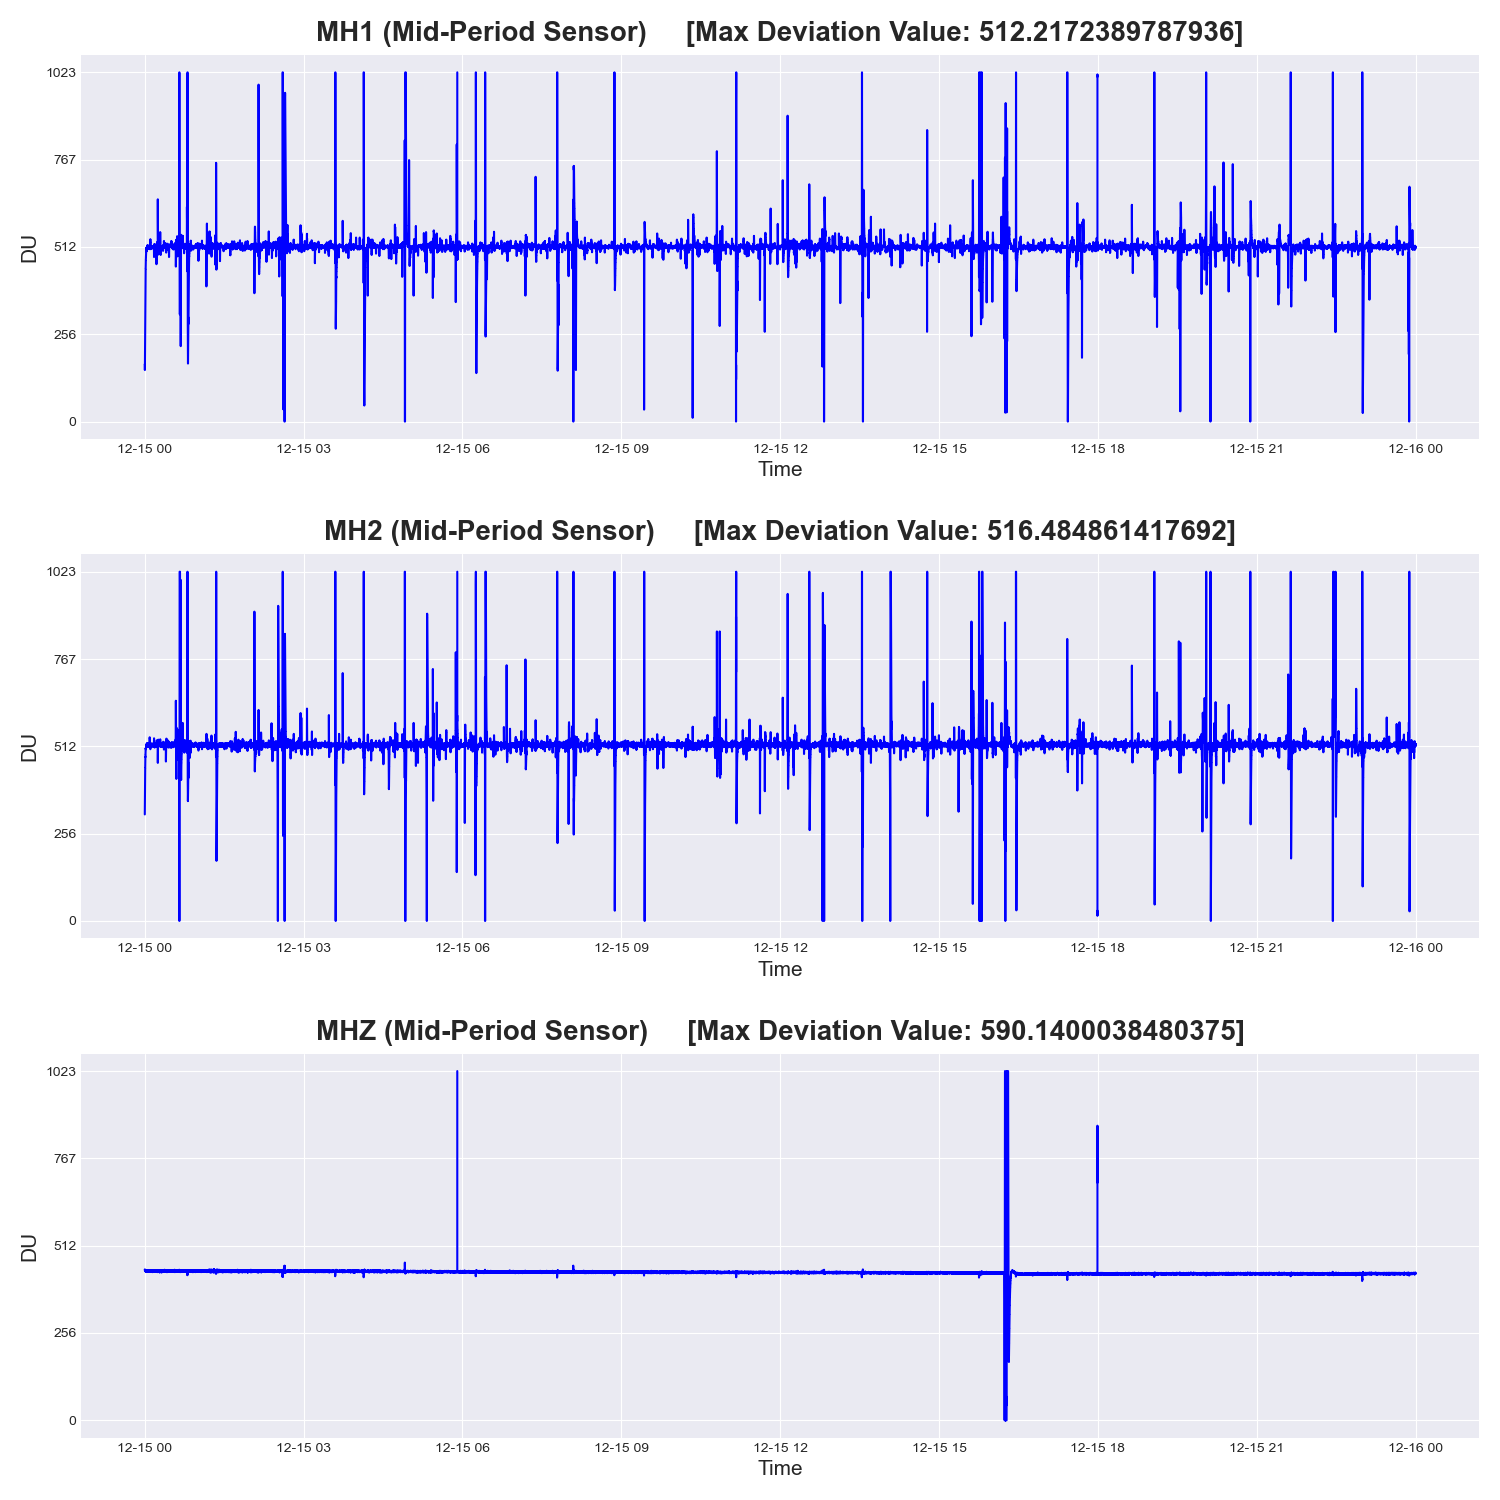 MH1 (Mid-Period Sensor) [Max Deviation Value: 512.2172389787936]
1023
767
512
256
0
DU
12-15 00 12-15 03 12-15 06 12-15 09 12-15 12 12-15 15 12-15 18 12-15 21 12-16 00
Time
MH2 (Mid-Period Sensor) [Max Deviation Value: 516.484861417692]
1023
767
512
256
0
DU
12-15 00 12-15 03 12-15 06 12-15 09 12-15 12 12-15 15 12-15 18 12-15 21 12-16 00
Time
MHZ (Mid-Period Sensor) [Max Deviation Value: 590.1400038480375]
1023
767
512
256
0
DU
12-15 00 12-15 03 12-15 06 12-15 09 12-15 12 12-15 15 12-15 18 12-15 21 12-16 00
Time